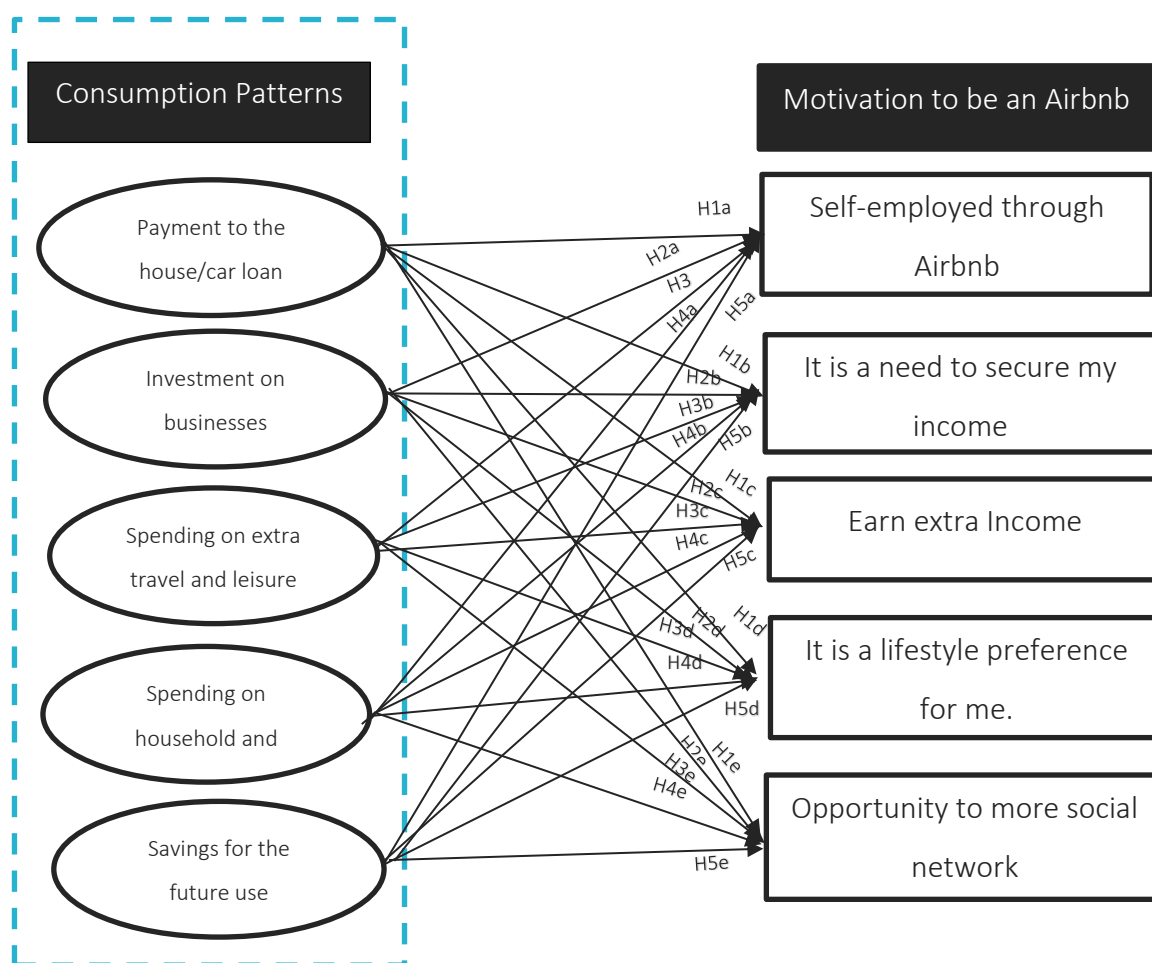 Consumption Patterns
Motivation to be an Airbnb
Payment to the
house/car loan
Investment on
businesses
Spending on extra
travel and leisure
Spending on
household and
Savings for the
future use
H1a
H2a
H3
H4a
H5a
H1b
H2b
H3b
H4b
H5b
H1c
H2c
H3c
H4c
H5c
H1d
H2d
H3d
H4d
H5d
H1e
H2e
H3e
H4e
H5e
Self-employed through
Airbnb
It is a need to secure my
income
Earn extra Income
It is a lifestyle preference
for me.
Opportunity to more social
network